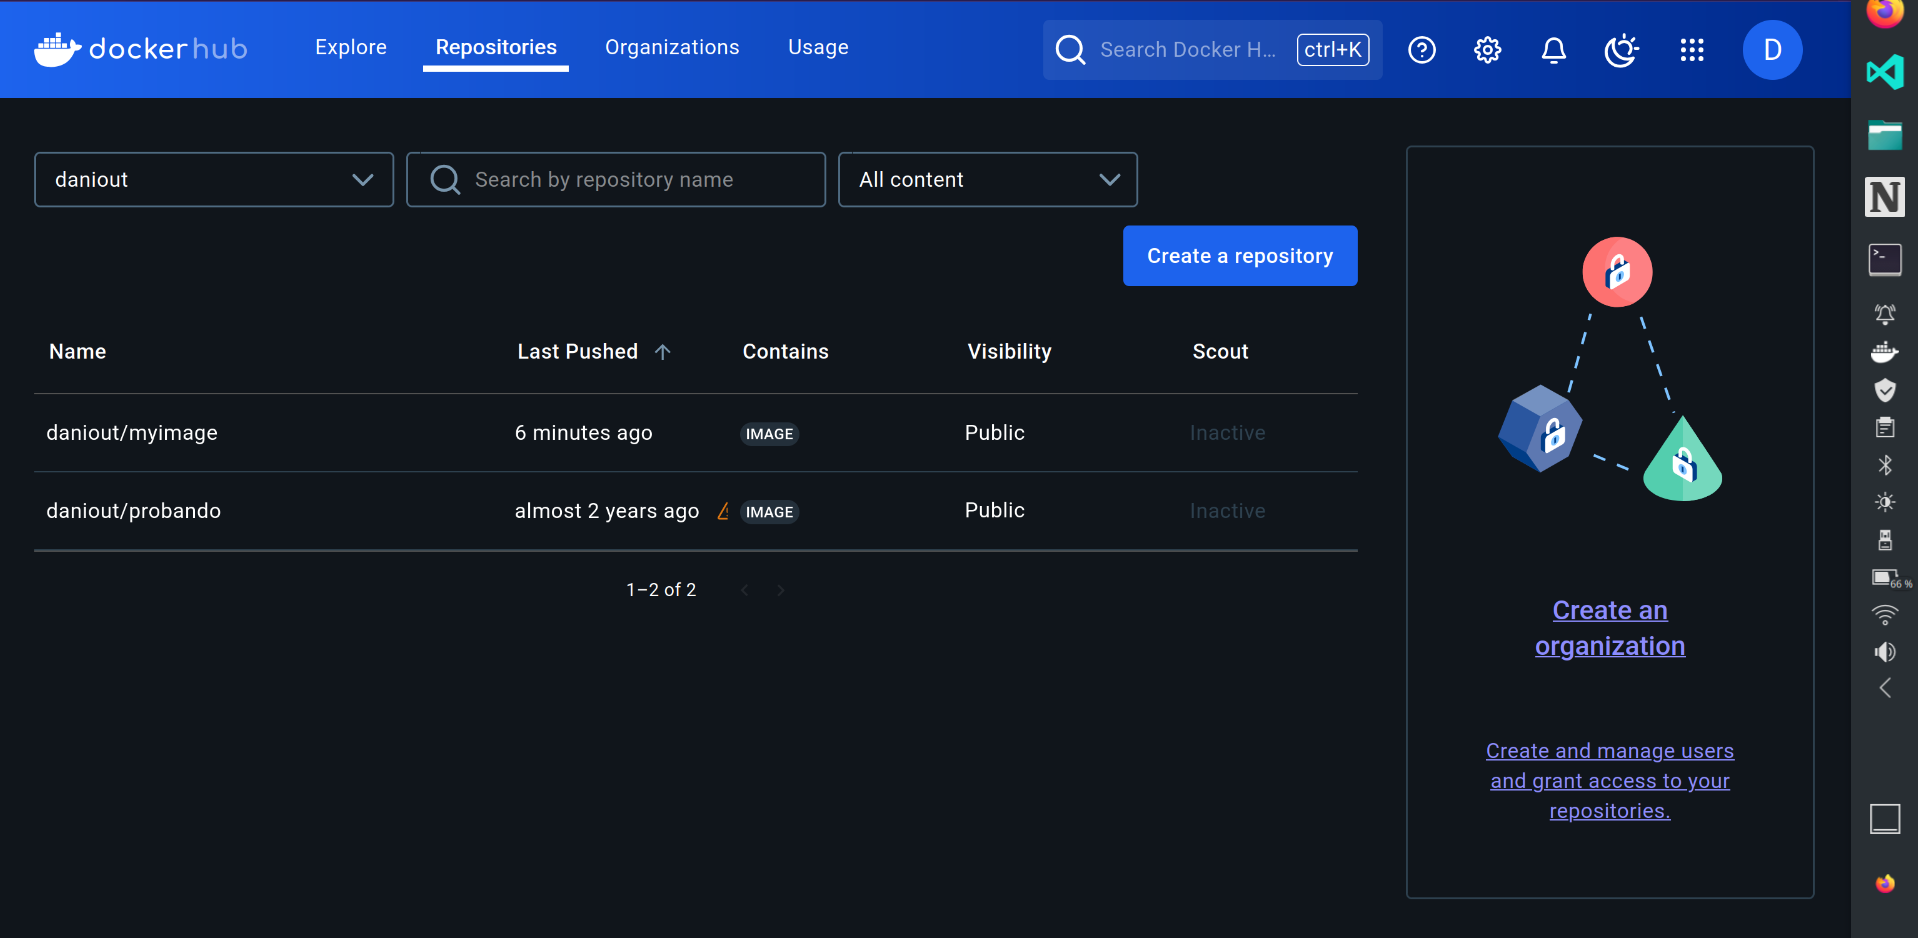 docker hub
Explore
Repositories
Organizations
Usage
Search Docker H...
ctrl+K
D
daniout
Search by repository name
All content
Create a repository
Name
Last Pushed
Contains
Visibility
Scout
daniout/myimage
6 minutes ago
IMAGE
Public
Inactive
daniout/probando
almost 2 years ago
IMAGE
Public
Inactive
1–2 of 2
Create an
organization
Create and manage users
and grant access to your
repositories.
N
66 %